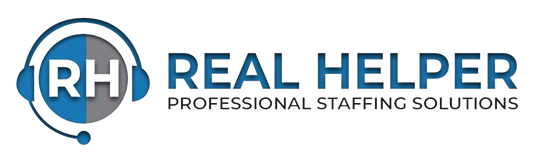 RH
REAL HELPER
PROFESSIONAL STAFFING SOLUTIONS